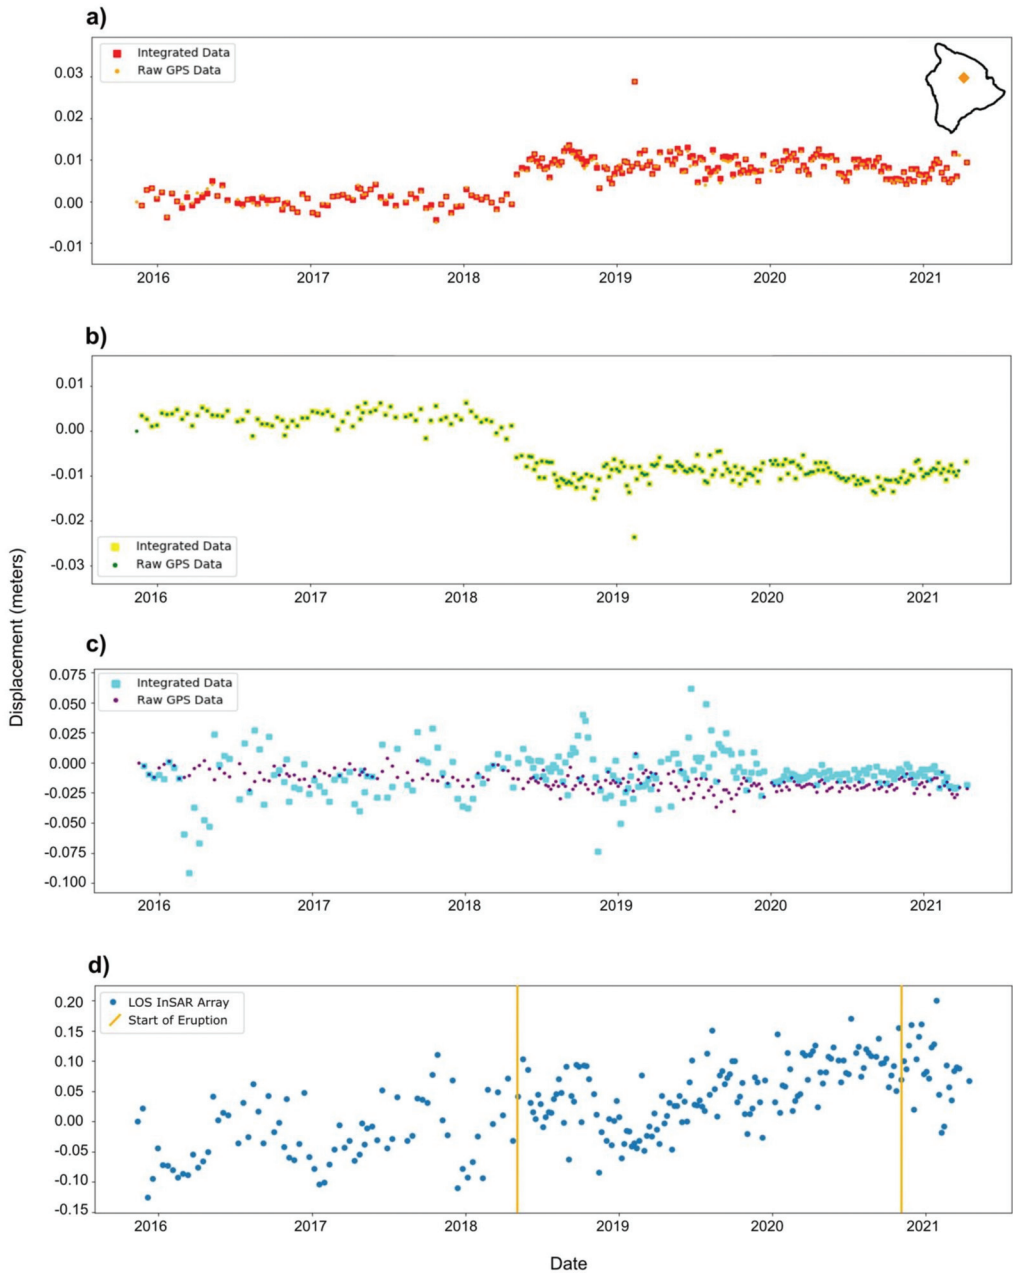 a)
Integrated Data
Raw GPS Data
0.03
0.02
0.01
0.00
-0.01
2016 2017 2018 2019 2020 2021
b)
0.01
0.00
-0.01
-0.02
-0.03
Integrated Data
Raw GPS Data
2016 2017 2018 2019 2020 2021
Displacement (meters)
c)
0.075
0.050
0.025
0.000
-0.025
-0.050
-0.075
-0.100
Integrated Data
Raw GPS Data
2016 2017 2018 2019 2020 2021
d)
0.20
0.15
0.10
0.05
0.00
-0.05
-0.10
-0.15
LOS InSAR Array
Start of Eruption
2016 2017 2018 2019 2020 2021
Date